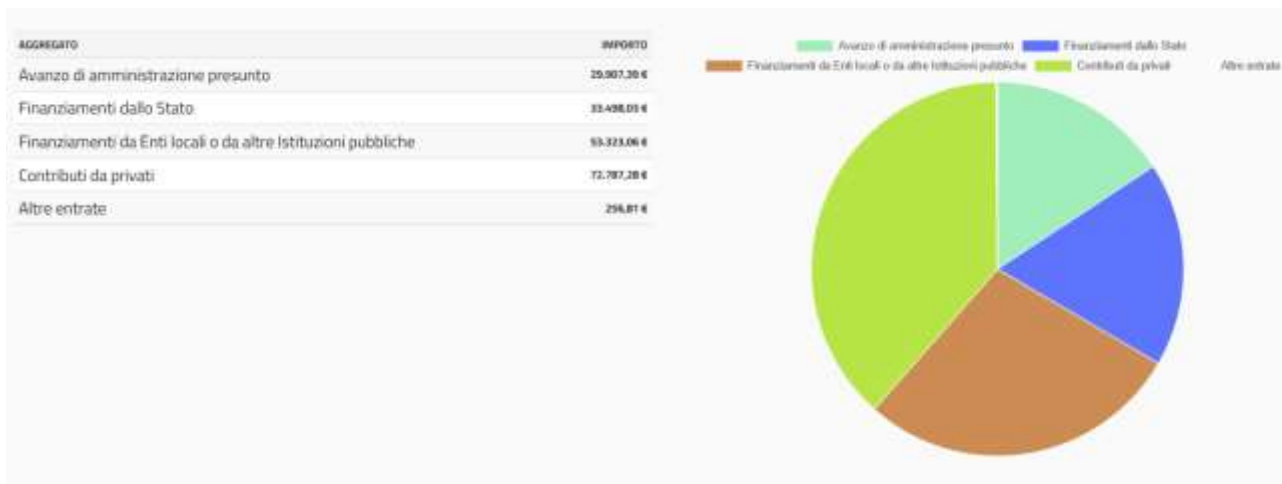 AGGREGATO IMPORTO
Avanzo di amministrazione presunto 29.907,39 €
Finanziamenti dallo Stato 33.498,03 €
Finanziamenti da Enti locali o da altre Istituzioni pubbliche 53.323,06 €
Contributi da privati 72.787,28 €
Altre entrate 256,81 €
Avanzo di amministrazione presunto Finanziamenti dallo Stato
Finanziamenti da Enti locali o da altre Istituzioni pubbliche Contributi da privati Altre entrate